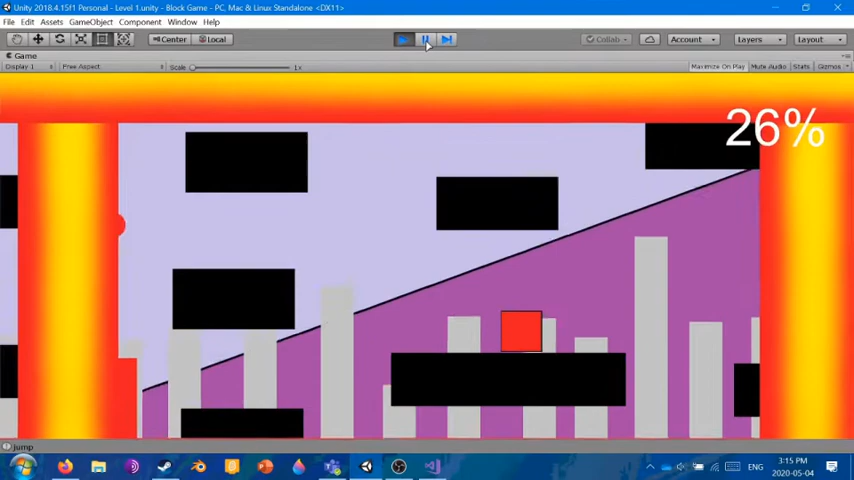 Unity 2018.4.15f1 Personal - Level 1.unity - Block Game - PC, Mac & Linux Standalone <DX11>
File Edit Assets GameObject Component Window Help
Center Local Collab Account Layers Layout
Game
Display 1 Free Aspect Scale 1x Maximize On Play Mute Audio Stats Gizmos
26%
jump
ENG 3:15 PM
2020-05-04